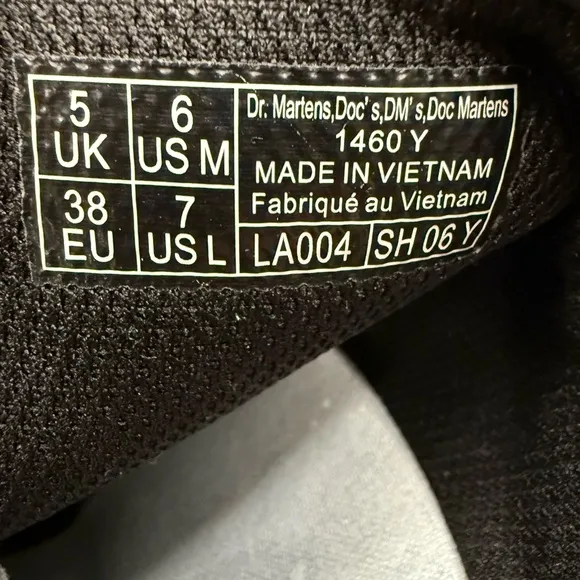 5 UK
6 US M
38 EU
7 US L
Dr. Martens,Doc's,DM's,Doc Martens
1460 Y
MADE IN VIETNAM
Fabriqué au Vietnam
LA004
SH 06 Y